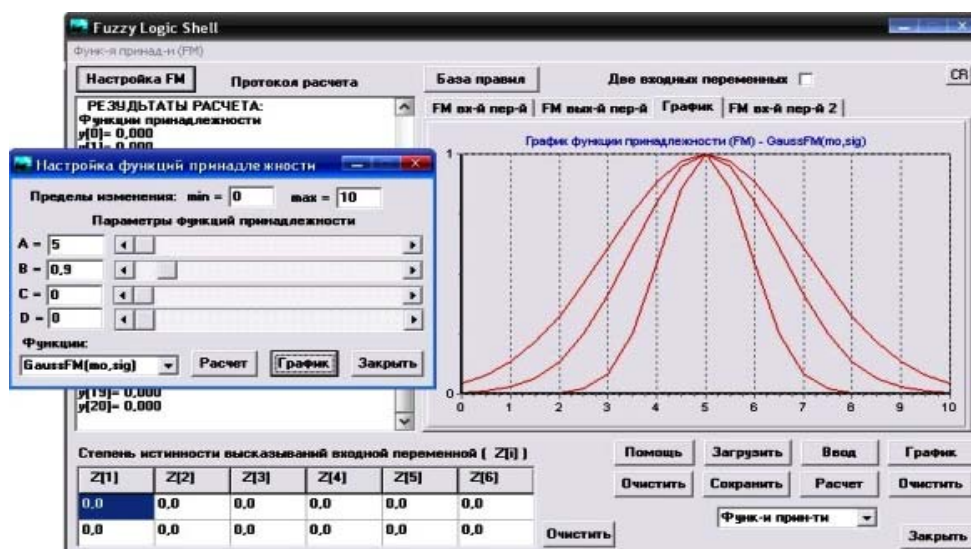 Fuzzy Logic Shell
Функ-я принад-и (FM)
Настройка FM
Протокол расчета
База правил
Две входных переменных
CR
РЕЗУЛЬТАТЫ РАСЧЕТА:
Функции принадлежности
y[0]= 0,000
y[1]= 0,000
FM вх-й пер-й
FM вых-й пер-й
График
FM вх-й пер-й 2
График функции принадлежности (FM) - GaussFM(mo,sig)
1
0
0 1 2 3 4 5 6 7 8 9 10
Настройка функций принадлежности
Пределы изменения: min = 0 max = 10
Параметры функций принадлежности
A = 5
B = 0,9
C = 0
D = 0
Функции:
GaussFM(mo,sig)
Расчет
График
Закрыть
y[19]= 0,000
y[20]= 0,000
Степень истинности высказываний входной переменной ( Z[i] )
Z[1] Z[2] Z[3] Z[4] Z[5] Z[6]
0,0 0,0 0,0 0,0 0,0 0,0
0,0 0,0 0,0 0,0 0,0 0,0
Очистить
Помощь
Загрузить
Ввод
График
Очистить
Сохранить
Расчет
Очистить
Функ-и прин-ти
Закрыть